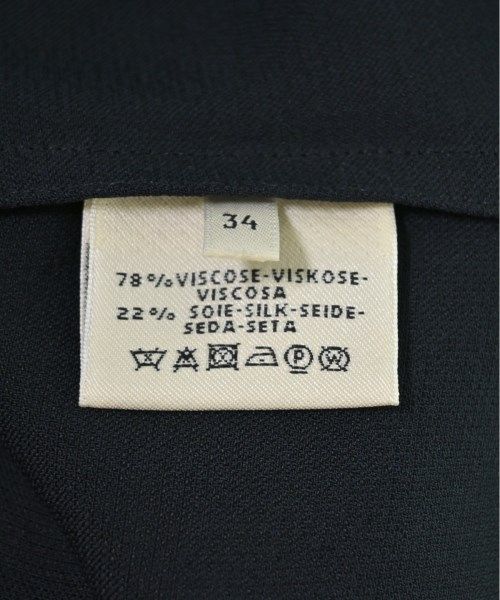 34
78% VISCOSE-VISKOSE-
VISCOSA
22% SOIE-SILK-SEIDE-
SEDA-SETA
P W